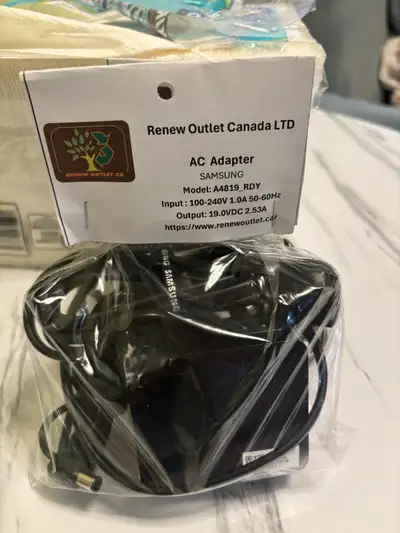 Renew Outlet Canada LTD
RENEW OUTLET.CA
AC Adapter
SAMSUNG
Model: A4819_RDY
Input : 100-240V 1.0A 50-60Hz
Output: 19.0VDC 2.53A
https://www.renewoutlet.ca/
SAMSUNG